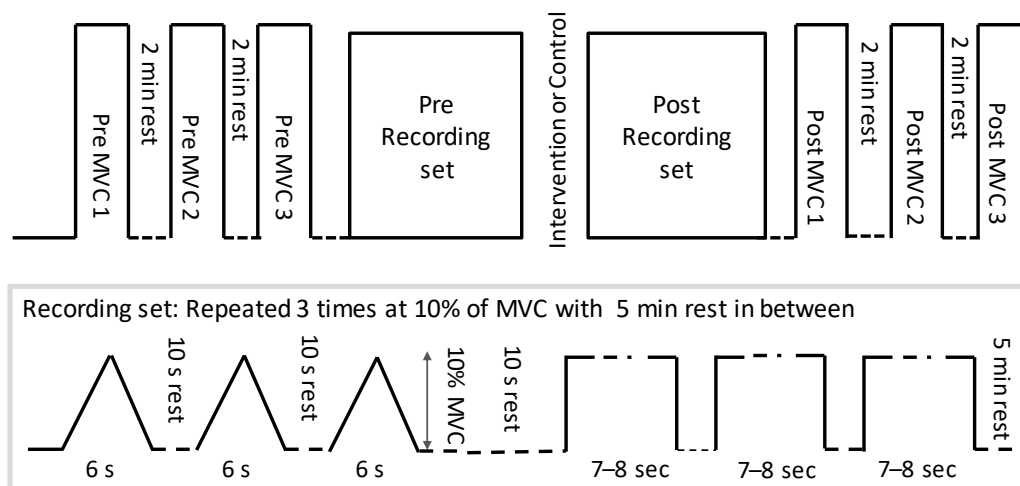 Pre MVC 1
2 min rest
Pre MVC 2
2 min rest
Pre MVC 3
Pre
Recording
set
Intervention or Control
Post
Recording
set
Post MVC 1
2 min rest
Post MVC 2
2 min rest
Post MVC 3
Recording set: Repeated 3 times at 10% of MVC with 5 min rest in between
10 s rest
10 s rest
10% MVC
10 s rest
5 min rest
6 s
6 s
6 s
7–8 sec
7–8 sec
7–8 sec